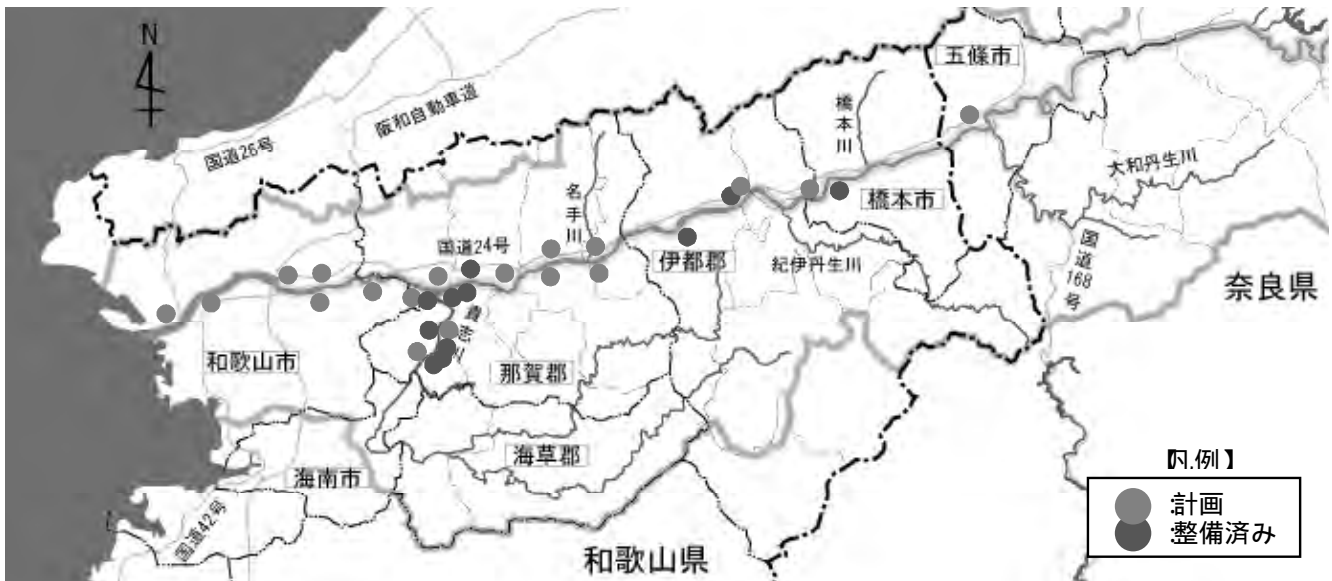 N
五條市
阪和自動車道
橋本川
国道26号
大和丹生川
名手川
橋本市
国道24号
伊都郡
紀伊丹生川
国道168号
奈良県
貴志川
和歌山市
那賀郡
海草郡
海南市
国道42号
和歌山県
【凡.例】
:計画
:整備済み